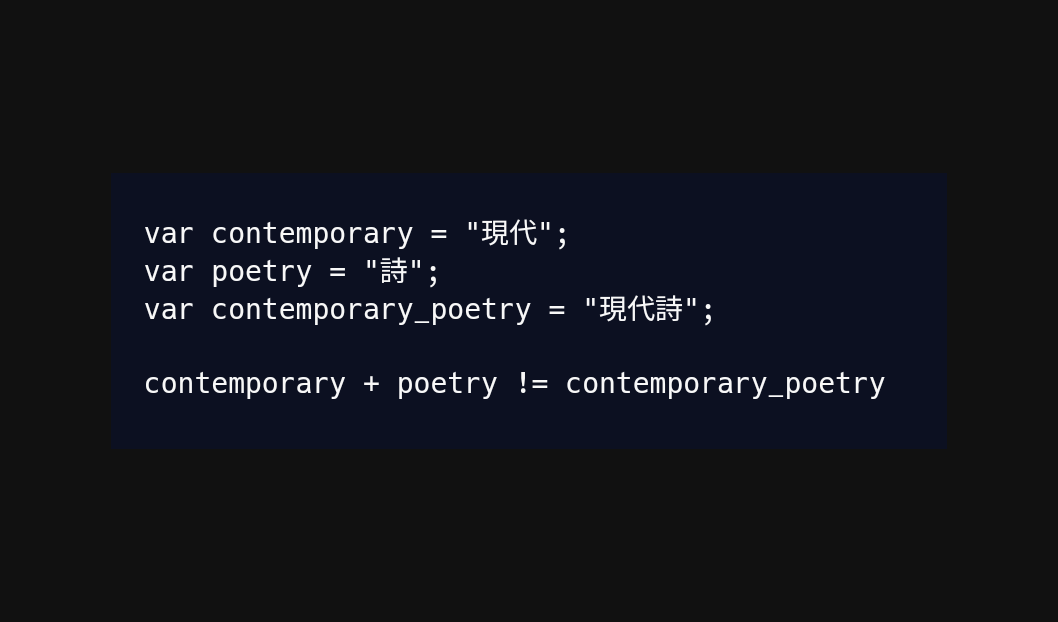 var contemporary = "現代";
var poetry = "詩";
var contemporary_poetry = "現代詩";
contemporary + poetry != contemporary_poetry